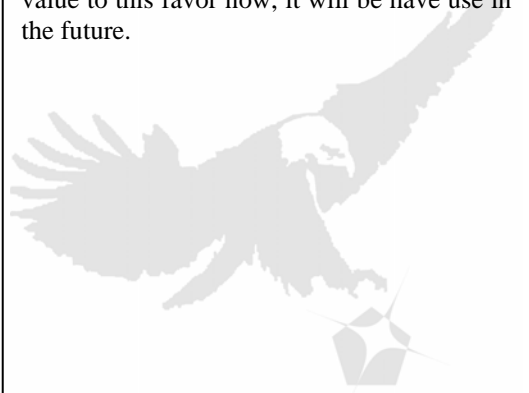 value to this favor now, it will be have use in
the future.